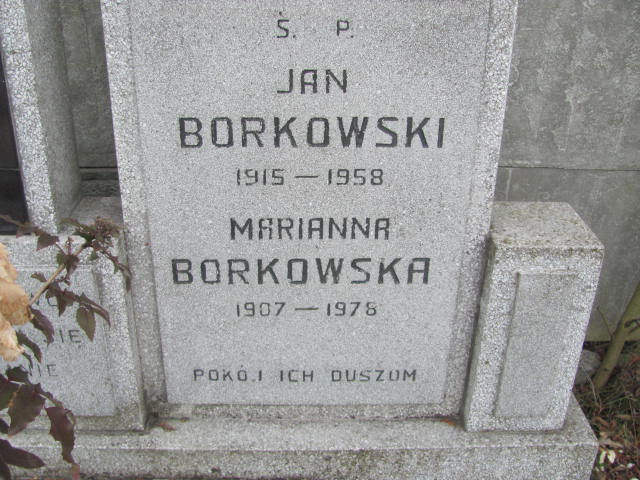 Ś. P.
JAN
BORKOWSKI
1915 — 1958
MARIANNA
BORKOWSKA
1907 — 1978
POKÓJ ICH DUSZOM